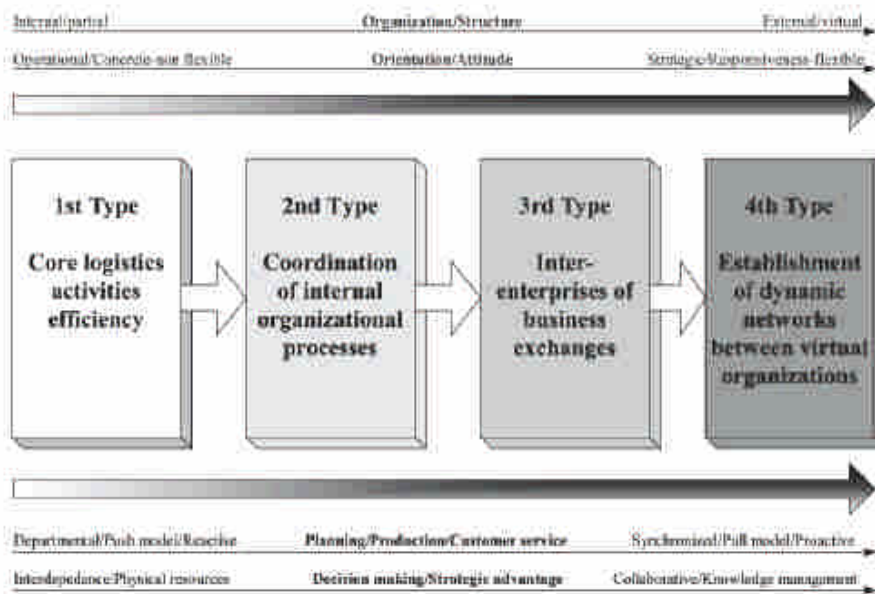 Internal/partial Organization/Structure External/virtual
Operational/Concrete-non flexible Orientation/Attitude Strategic/Responsiveness-flexible
1st Type
Core logistics
activities
efficiency
2nd Type
Coordination
of internal
organizational
processes
3rd Type
Inter-
enterprises of
business
exchanges
4th Type
Establishment
of dynamic
networks
between virtual
organizations
Departmental/Push model/Reactive Planning/Production/Customer service Synchronized/Pull model/Proactive
Interdepedance/Physical resources Decision making/Strategic advantage Collaborative/Knowledge management